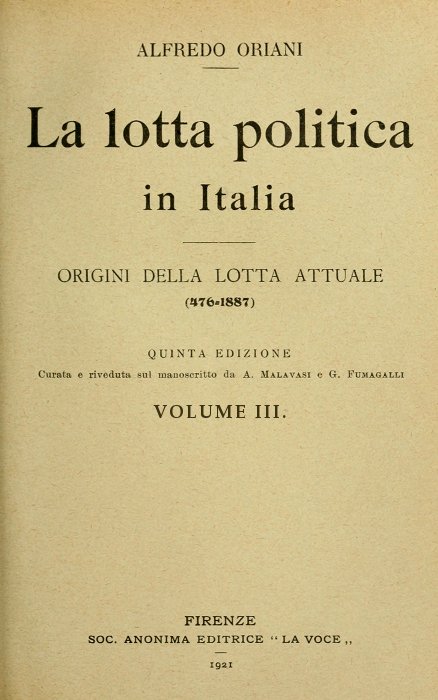 ALFREDO ORIANI
La lotta politica
in Italia
ORIGINI DELLA LOTTA ATTUALE
(476-1887)
QUINTA EDIZIONE
Curata e riveduta sul manoscritto da A. MALAVASI e G. FUMAGALLI
VOLUME III.
FIRENZE
SOC. ANONIMA EDITRICE " LA VOCE „
1921